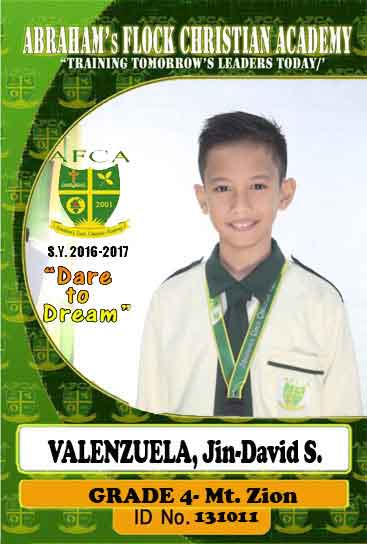 ABRAHAM's FLOCK CHRISTIAN ACADEMY
"TRAINING TOMORROW'S LEADERS TODAY!'
AFCA
2001
S.Y. 2016-2017
"Dare
to
Dream"
VALENZUELA, Jin-David S.
GRADE 4- Mt. Zion
ID No. 131011